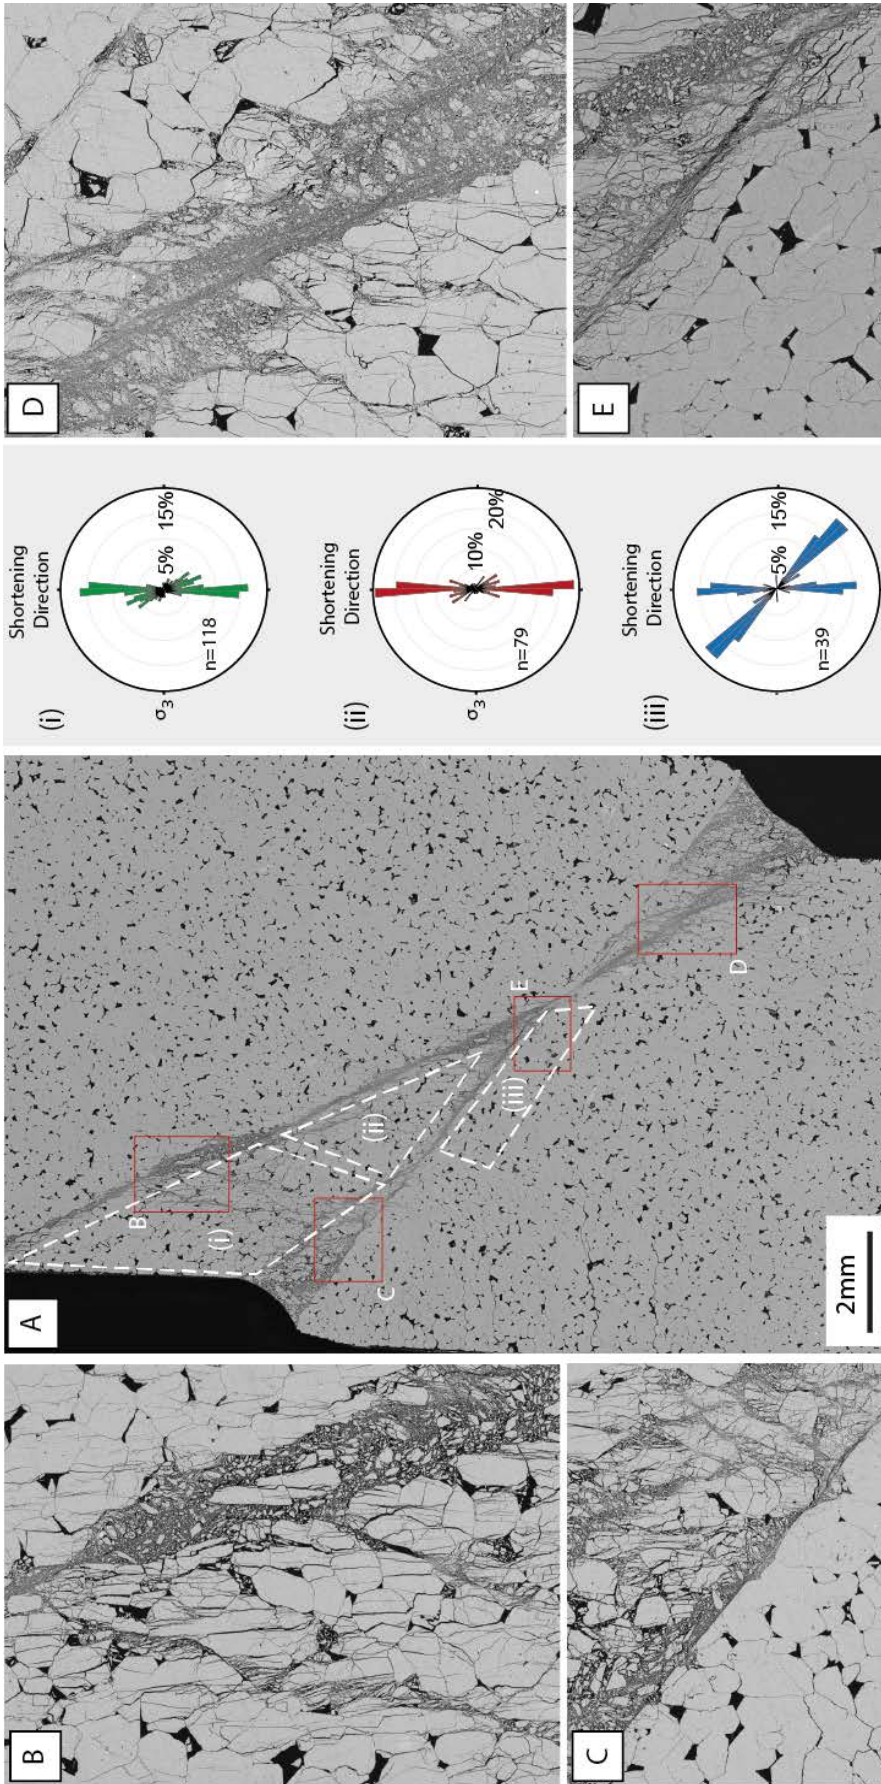 B
C
A
B
(i)
C
(ii)
(iii)
E
D
2mm
(i)
Shortening
Direction
σ3
5%
15%
n=118
(ii)
Shortening
Direction
σ3
10%
20%
n=79
(iii)
Shortening
Direction
5%
15%
n=39
D
E